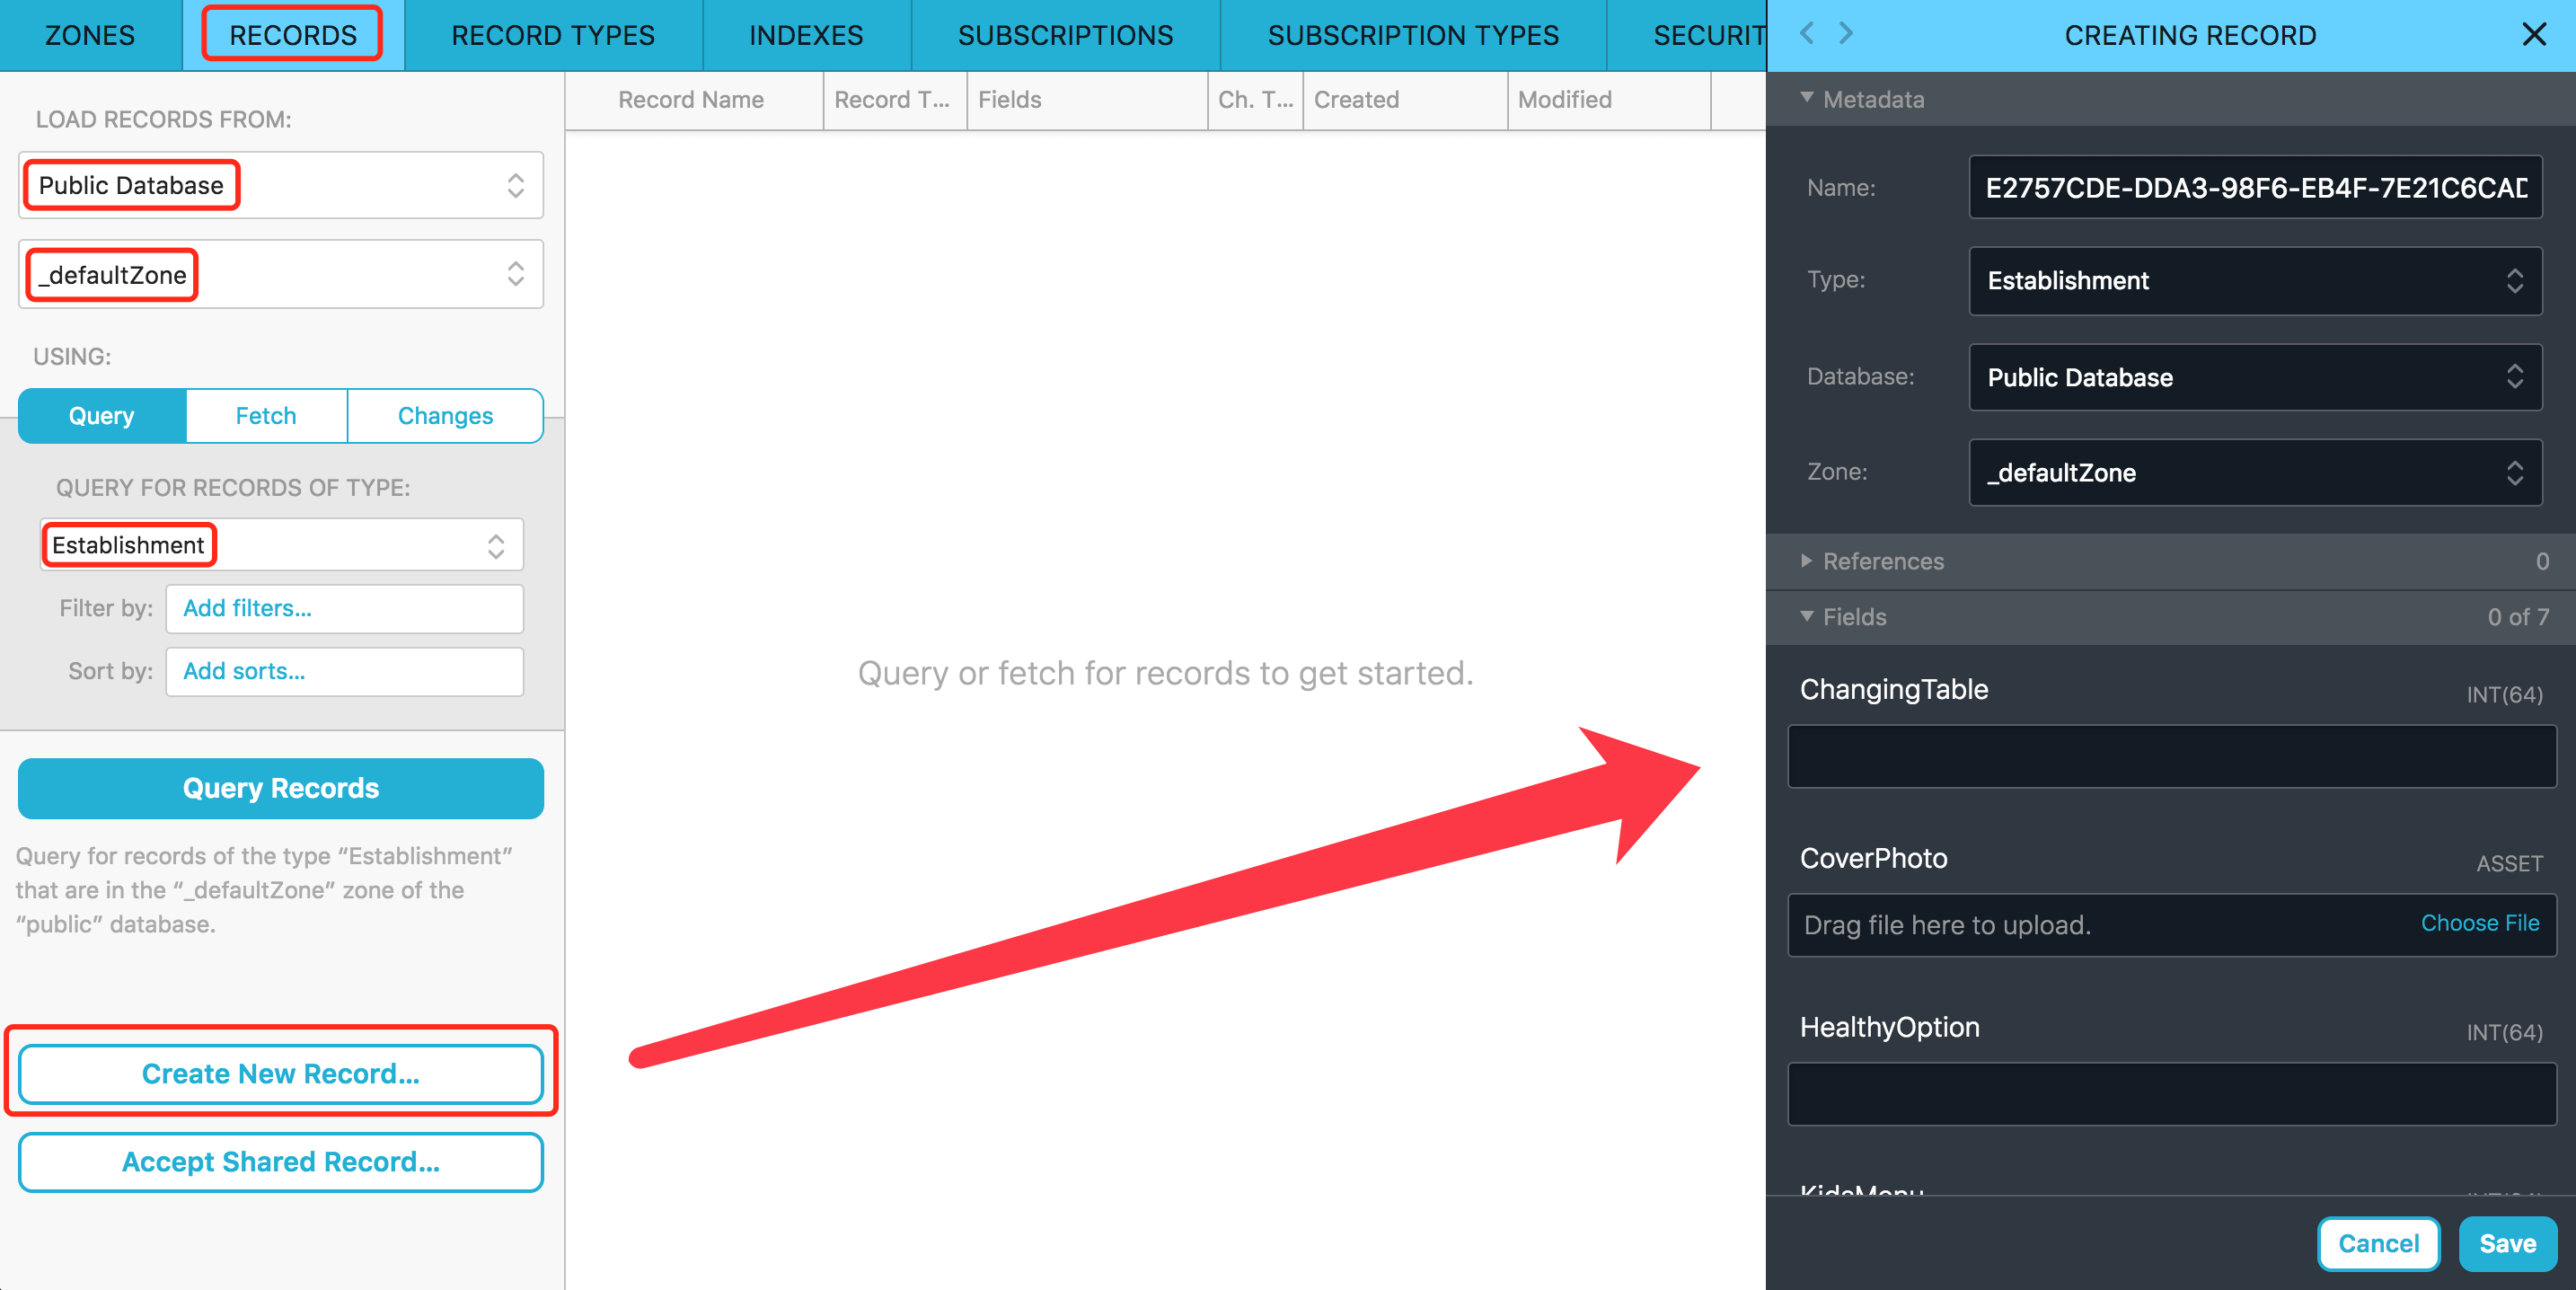 ZONES
RECORDS
RECORD TYPES
INDEXES
SUBSCRIPTIONS
SUBSCRIPTION TYPES
SECURIT
LOAD RECORDS FROM:
Public Database
_defaultZone
USING:
Query
Fetch
Changes
QUERY FOR RECORDS OF TYPE:
Establishment
Filter by:
Add filters...
Sort by:
Add sorts...
Query Records
Query for records of the type “Establishment”
that are in the “_defaultZone” zone of the
“public” database.
Create New Record...
Accept Shared Record...
Record Name
Record T...
Fields
Ch. T...
Created
Modified
Query or fetch for records to get started.
CREATING RECORD
Metadata
Name:
E2757CDE-DDA3-98F6-EB4F-7E21C6CAD
Type:
Establishment
Database:
Public Database
Zone:
_defaultZone
References
0
Fields
0 of 7
ChangingTable
INT(64)
CoverPhoto
ASSET
Drag file here to upload.
Choose File
HealthyOption
INT(64)
KidsMenu
Cancel
Save